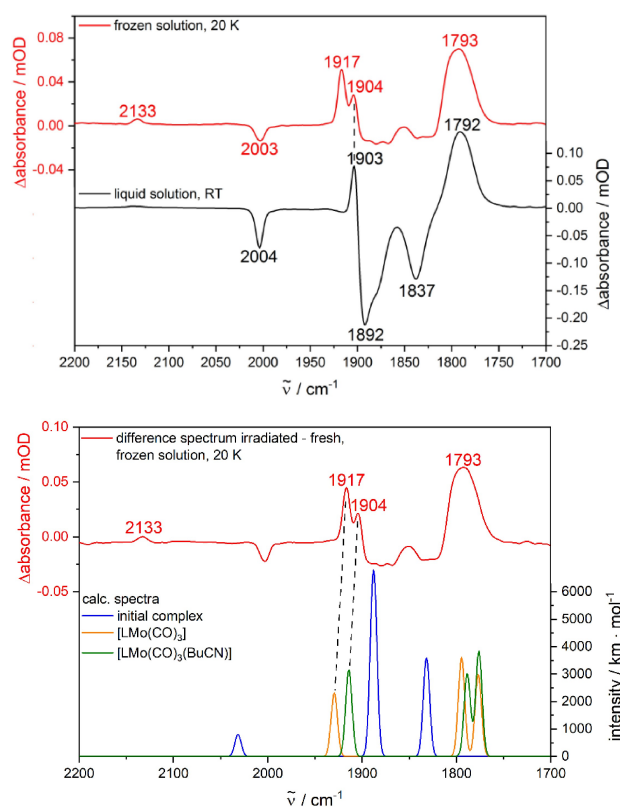 frozen solution, 20 K
0.08
0.04
0.00
-0.04
Δabsorbance / mOD
1917
1793
1904
2133
2003
1903
1792
liquid solution, RT
2004
1892
1837
0.10
0.05
0.00
-0.05
-0.10
-0.15
-0.20
-0.25
Δabsorbance / mOD
2200 2150 2100 2050 2000 1950 1900 1850 1800 1750 1700
ν̃ / cm⁻¹
0.10
0.05
0.00
-0.05
Δabsorbance / mOD
difference spectrum irradiated - fresh,
frozen solution, 20 K
1917
1793
1904
2133
calc. spectra
initial complex
[LMo(CO)₃]
[LMo(CO)₃(BuCN)]
6000
5000
4000
3000
2000
1000
0
intensity / km · mol⁻¹
2200 2150 2100 2050 2000 1950 1900 1850 1800 1750 1700
ν̃ / cm⁻¹